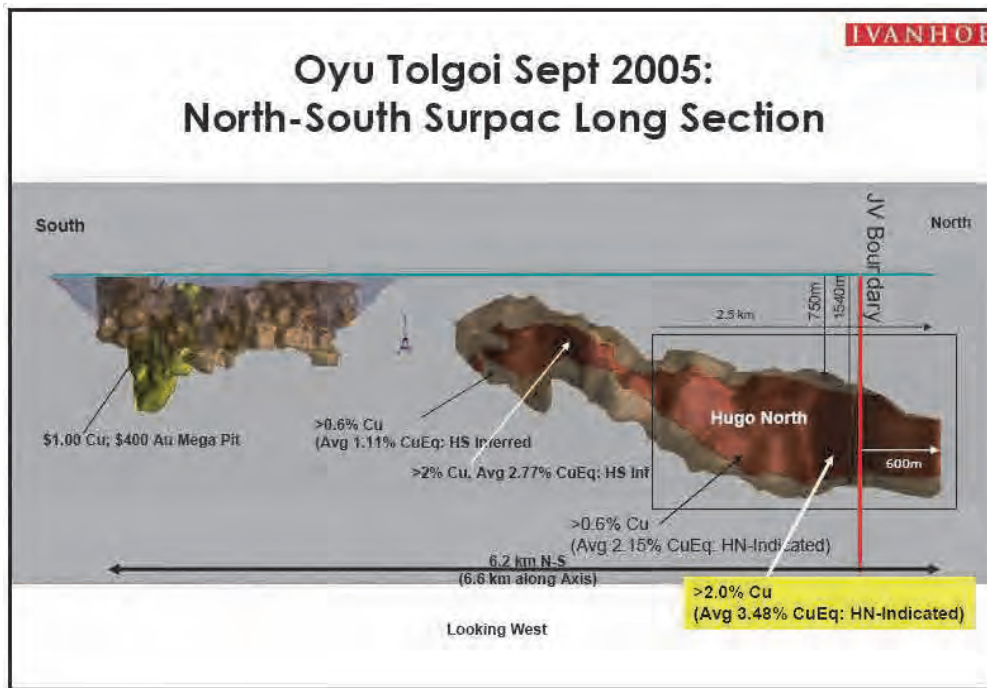 IVANHOE
Oyu Tolgoi Sept 2005:
North-South Surpac Long Section
South
North
JV Boundary
2.5 km
750m
1540m
Hugo North
600m
$1.00 Cu; $400 Au Mega Pit
>0.6% Cu
(Avg 1.11% CuEq: HS Inferred
>2% Cu, Avg 2.77% CuEq: HS Inf
>0.6% Cu
(Avg 2.15% CuEq: HN-Indicated)
6.2 km N-S
(6.6 km along Axis)
>2.0% Cu
(Avg 3.48% CuEq: HN-Indicated)
Looking West